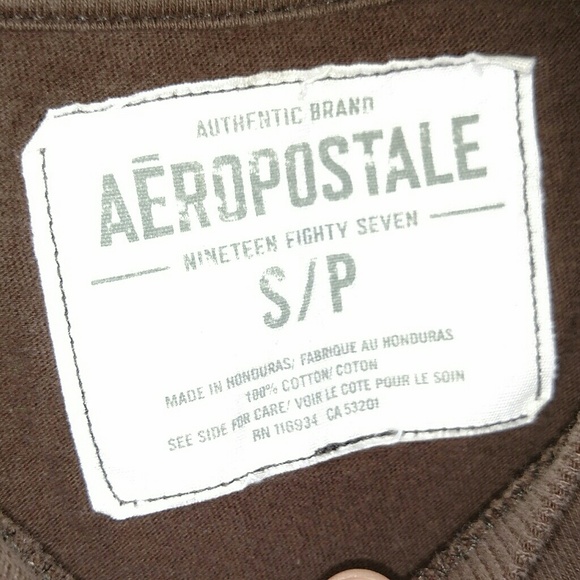 AUTHENTIC BRAND
AĒROPOSTALE
NINETEEN EIGHTY SEVEN
S/P
MADE IN HONDURAS/ FABRIQUE AU HONDURAS
100% COTTON/ COTON
SEE SIDE FOR CARE/ VOIR LE COTE POUR LE SOIN
RN 116934 CA 53201